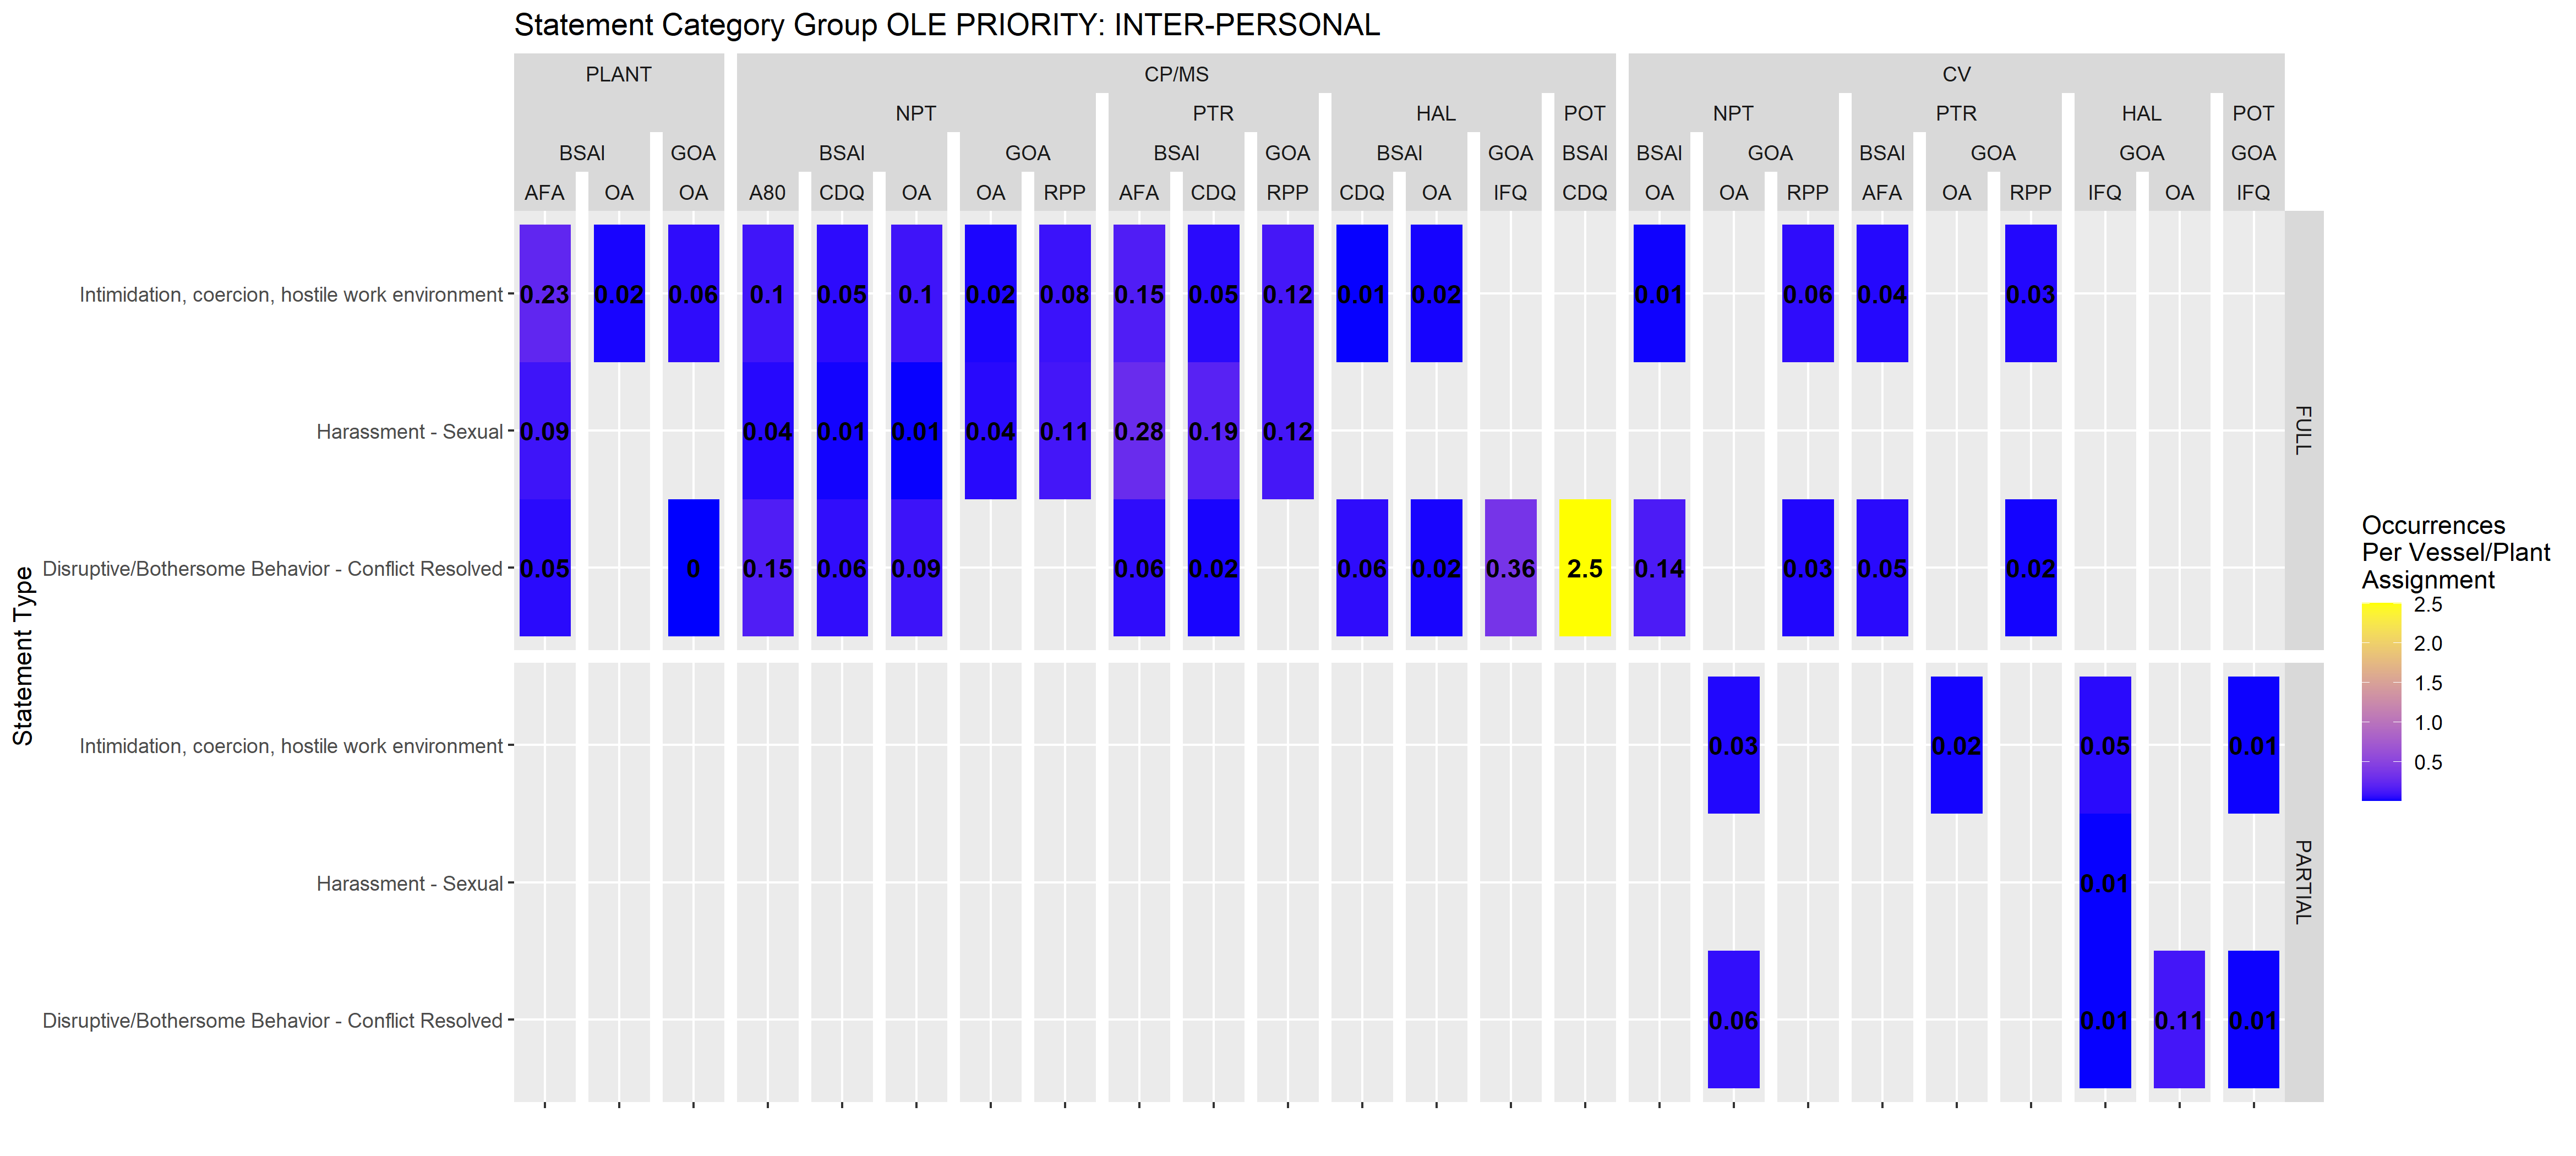 Statement Category Group OLE PRIORITY: INTER-PERSONAL
PLANT CP/MS CV
NPT PTR HAL POT NPT PTR HAL POT
BSAI GOA BSAI GOA BSAI GOA BSAI GOA BSAI BSAI GOA BSAI GOA GOA GOA
AFA OA OA A80 CDQ OA OA RPP AFA CDQ RPP CDQ OA IFQ CDQ OA OA RPP AFA OA RPP IFQ OA IFQ
Intimidation, coercion, hostile work environment 0.23 0.02 0.06 0.1 0.05 0.1 0.02 0.08 0.15 0.05 0.12 0.01 0.02 0.01 0.06 0.04 0.03
Harassment - Sexual 0.09 0.04 0.01 0.01 0.04 0.11 0.28 0.19 0.12
Disruptive/Bothersome Behavior - Conflict Resolved 0.05 0 0.15 0.06 0.09 0.06 0.02 0.06 0.02 0.36 2.5 0.14 0.03 0.05 0.02
FULL
Intimidation, coercion, hostile work environment 0.03 0.02 0.05 0.01
Harassment - Sexual 0.01
Disruptive/Bothersome Behavior - Conflict Resolved 0.06 0.01 0.11 0.01
PARTIAL
Statement Type
Occurrences
Per Vessel/Plant
Assignment
2.5
2.0
1.5
1.0
0.5